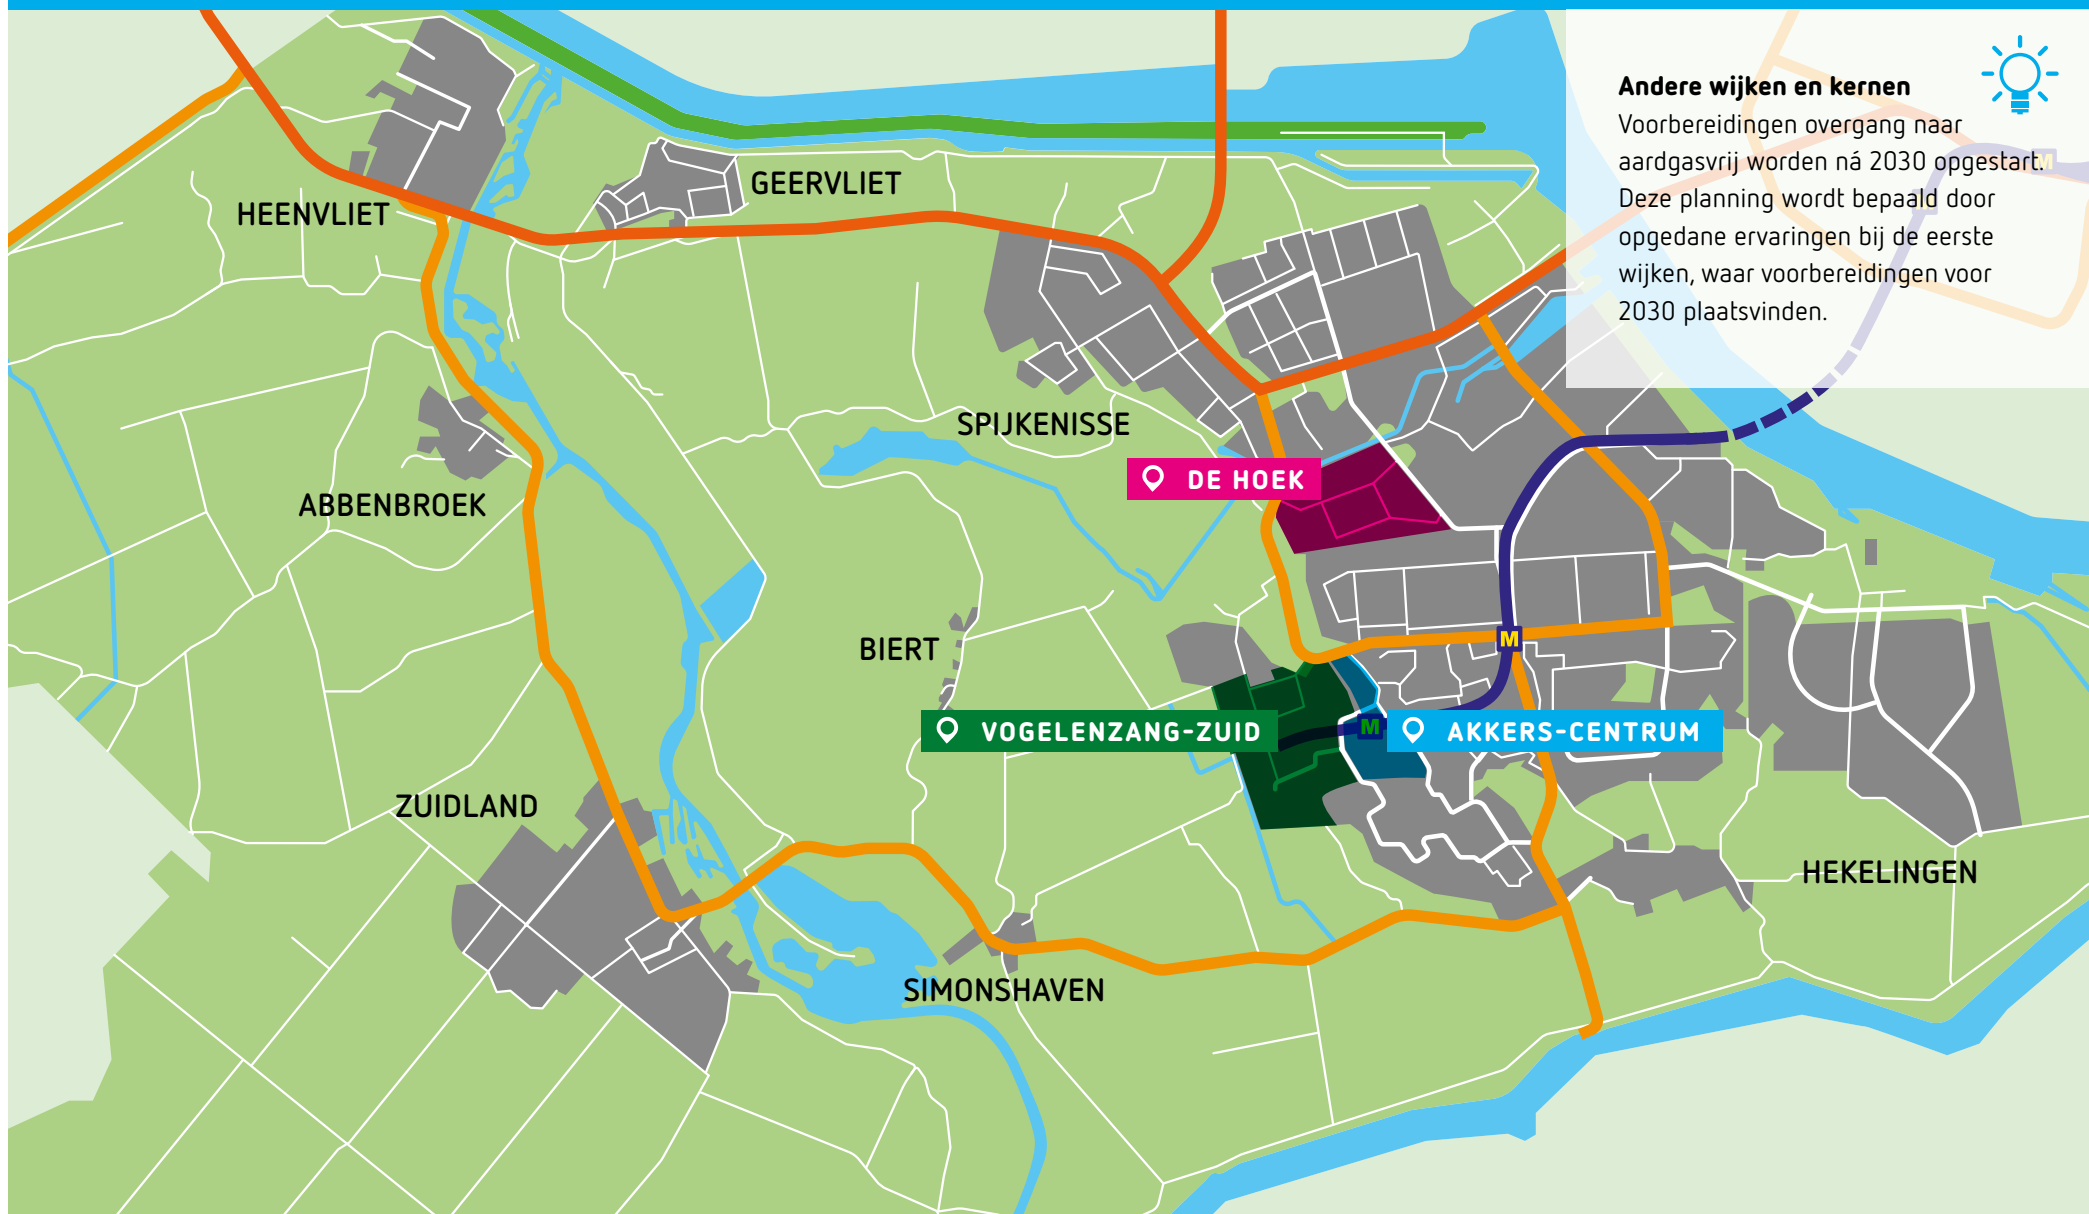 Andere wijken en kernen
Voorbereidingen overgang naar
aardgasvrij worden ná 2030 opgestart.
Deze planning wordt bepaald door
opgedane ervaringen bij de eerste
wijken, waar voorbereidingen voor
2030 plaatsvinden.
M
GEERVLIET
HEENVLIET
SPIJKENISSE
DE HOEK
ABBENBROEK
BIERT
M
VOGELENZANG-ZUID
M
AKKERS-CENTRUM
ZUIDLAND
HEKELINGEN
SIMONSHAVEN